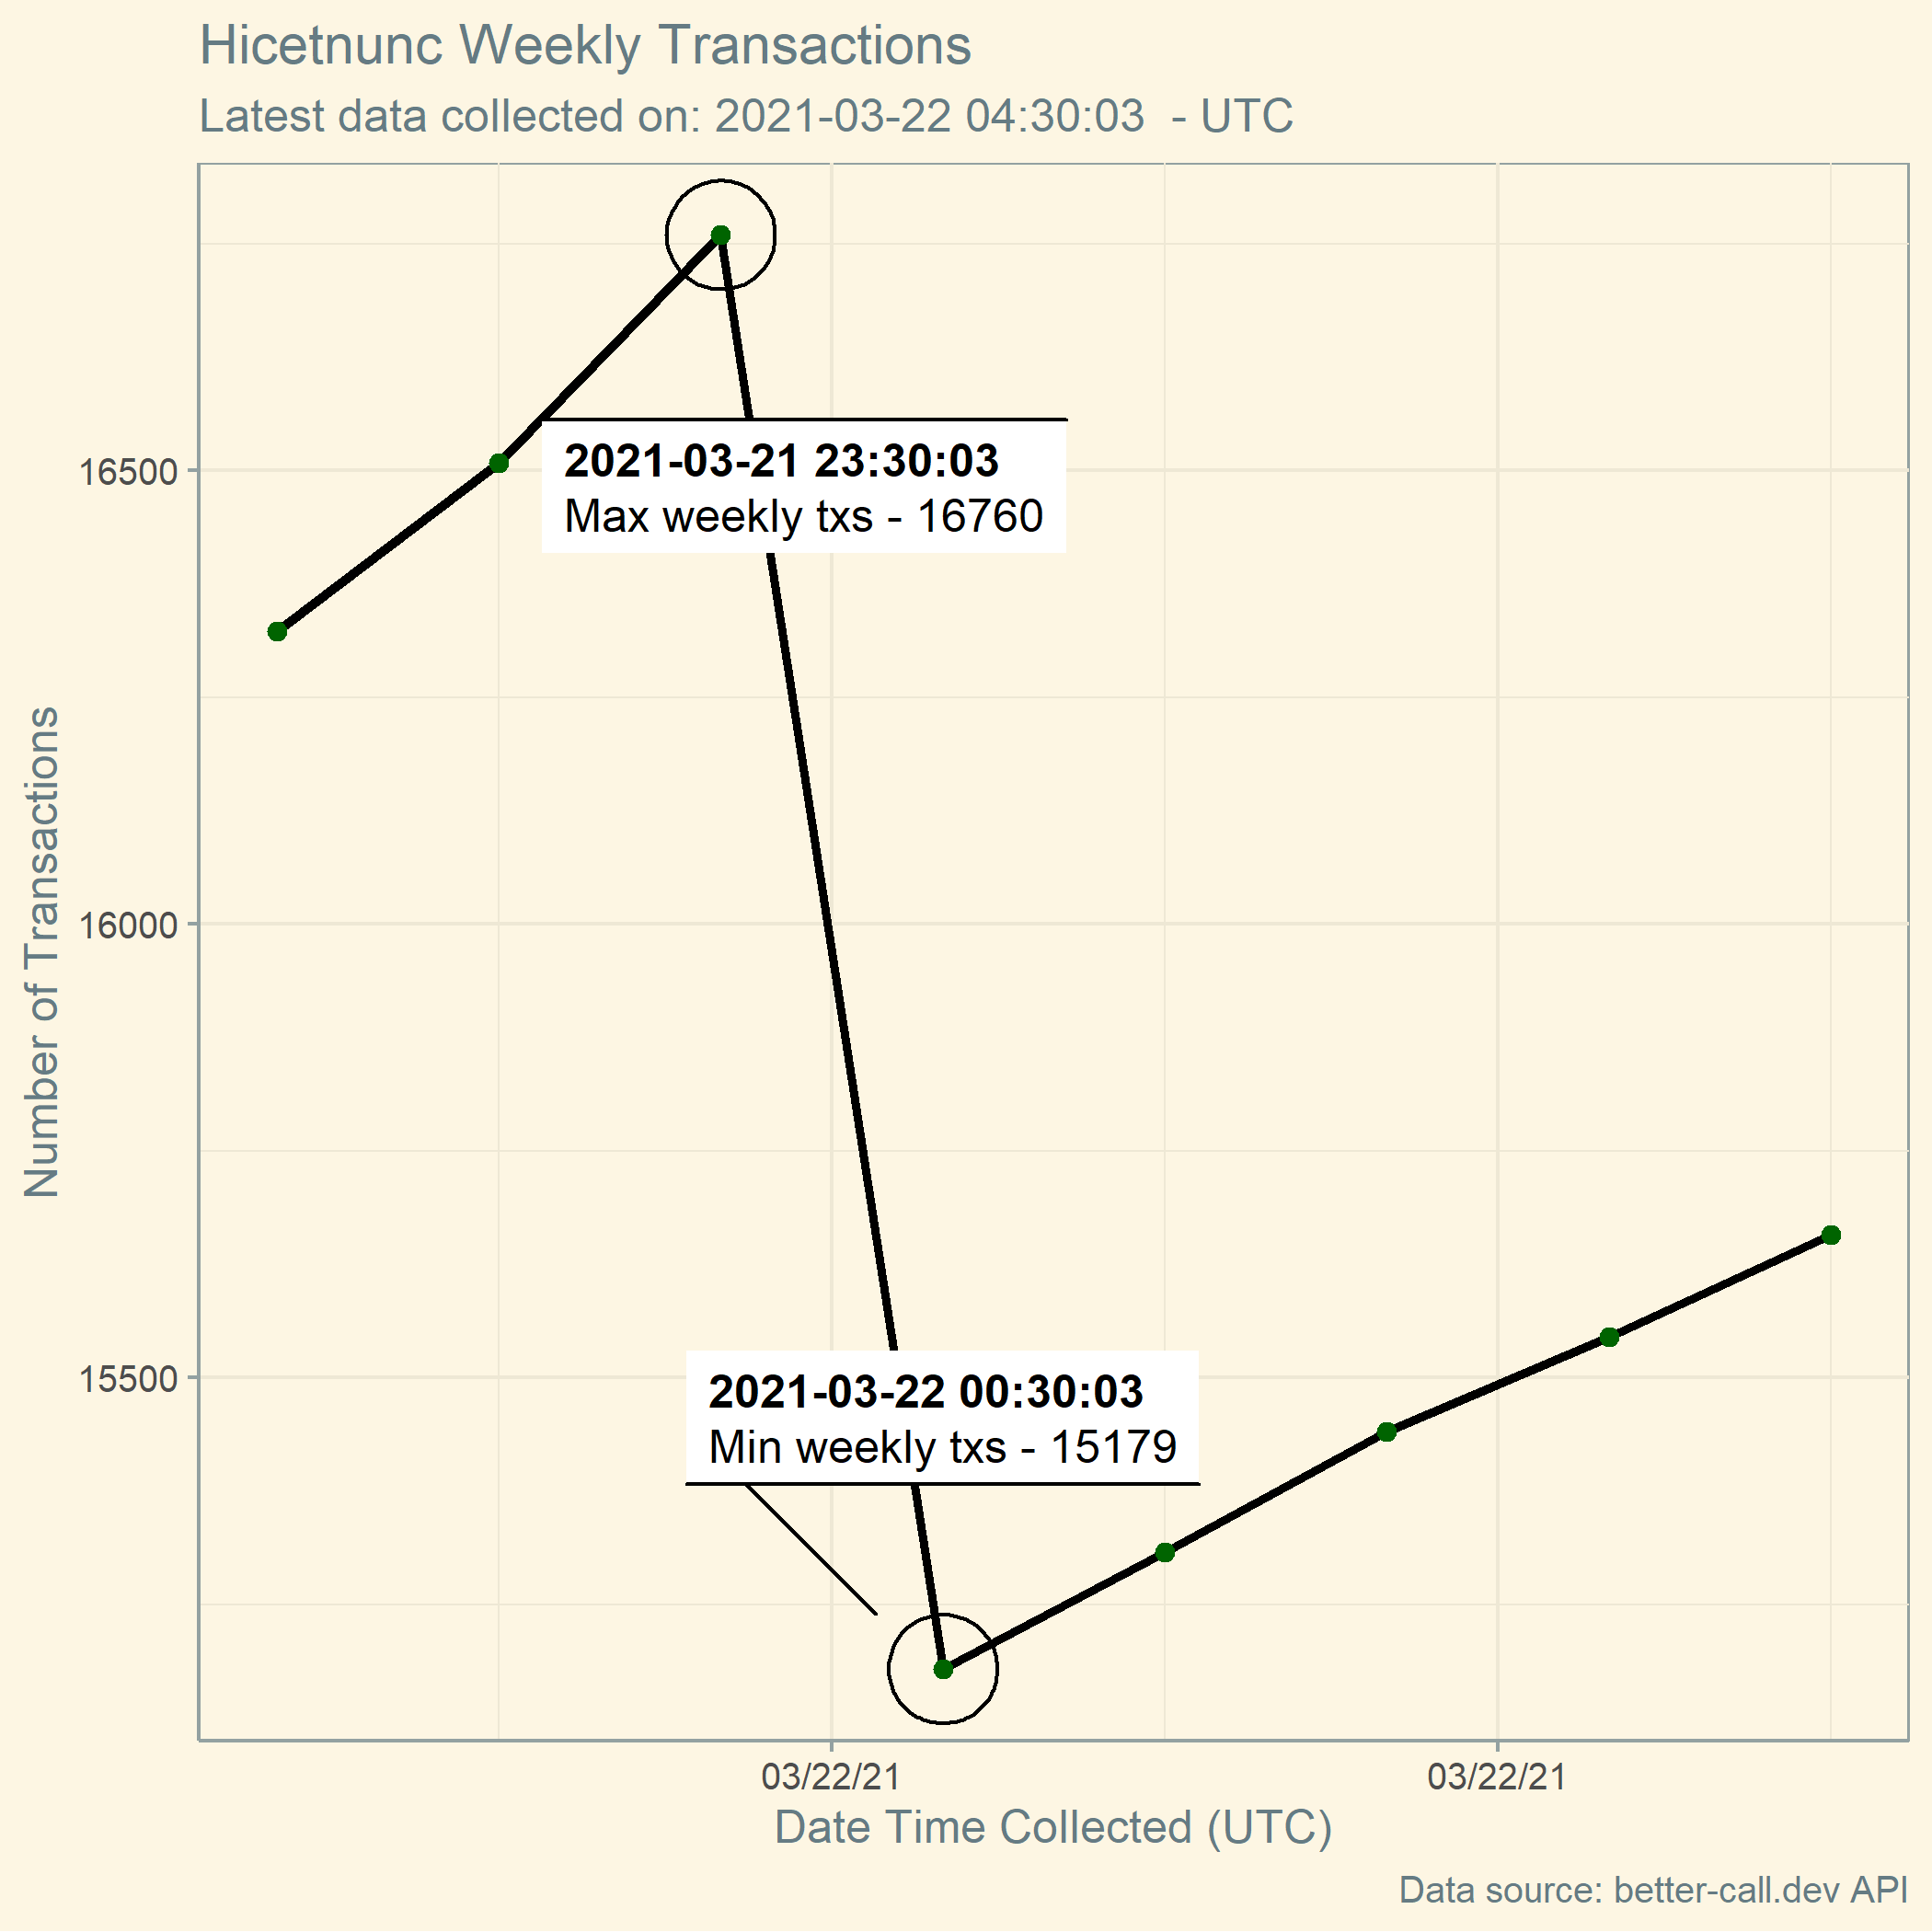 Hicetnunc Weekly Transactions
Latest data collected on: 2021-03-22 04:30:03  - UTC
Number of Transactions
16500
16000
15500
2021-03-21 23:30:03
Max weekly txs - 16760
2021-03-22 00:30:03
Min weekly txs - 15179
03/22/21
03/22/21
Date Time Collected (UTC)
Data source: better-call.dev API